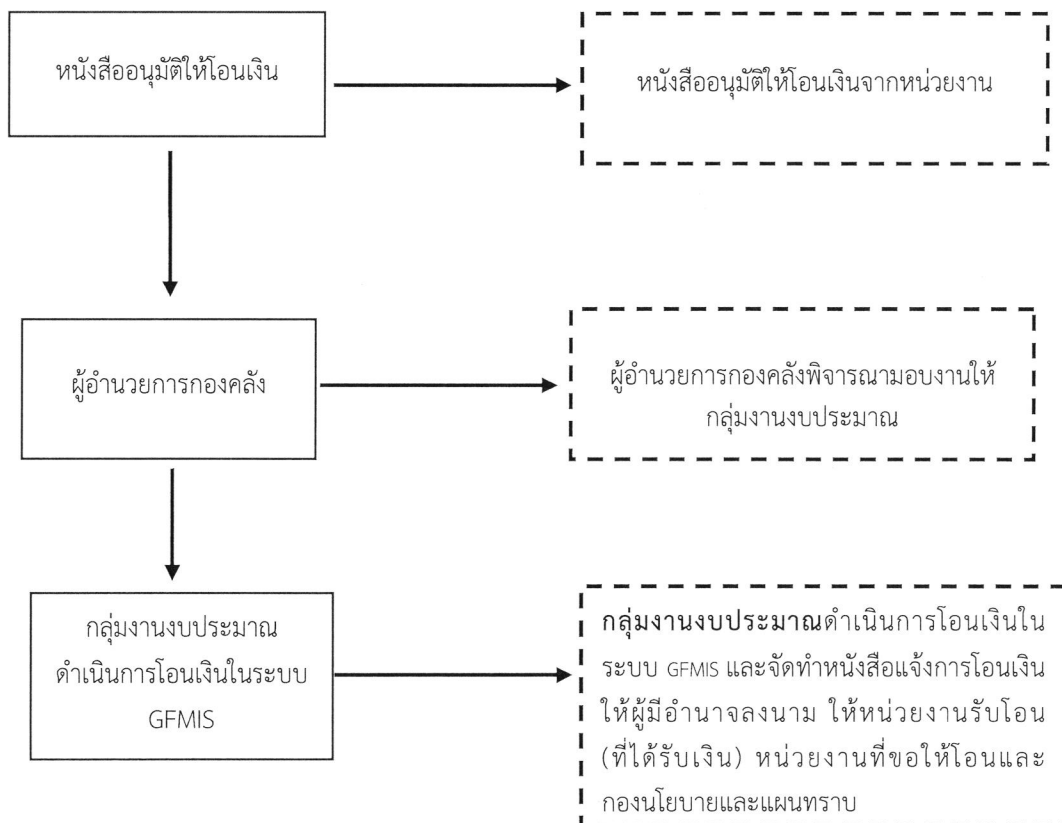 หนังสืออนุมัติให้โอนเงิน
หนังสืออนุมัติให้โอนเงินจากหน่วยงาน
ผู้อำนวยการกองคลัง
ผู้อำนวยการกองคลังพิจารณามอบงานให้
กลุ่มงานงบประมาณ
กลุ่มงานงบประมาณ
ดำเนินการโอนเงินในระบบ
GFMIS
กลุ่มงานงบประมาณดำเนินการโอนเงินใน
ระบบ GFMIS และจัดทำหนังสือแจ้งการโอนเงิน
ให้ผู้มีอำนาจลงนาม ให้หน่วยงานรับโอน
(ที่ได้รับเงิน) หน่วยงานที่ขอให้โอนและ
กองนโยบายและแผนทราบ